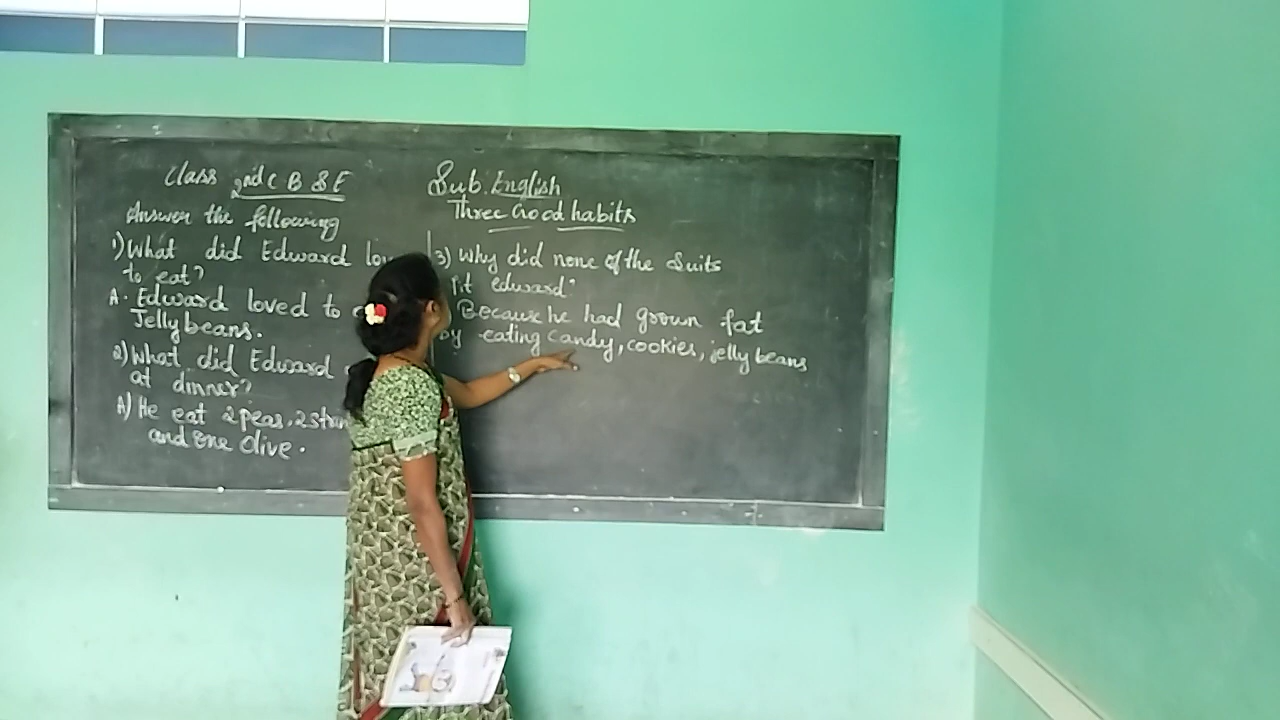 Class 2nd C B S E
Answer the following
1) What did Edward
to eat?
A. Edward loved to
Jelly beans.
2) What did Edward
at dinner?
A) He eat 2 peas, 2
and one Olive.
Sub. English
Three Good habits
3) Why did none of the Suits
fit edward?
Because he had grown fat
by eating candy, cookies, jelly beans